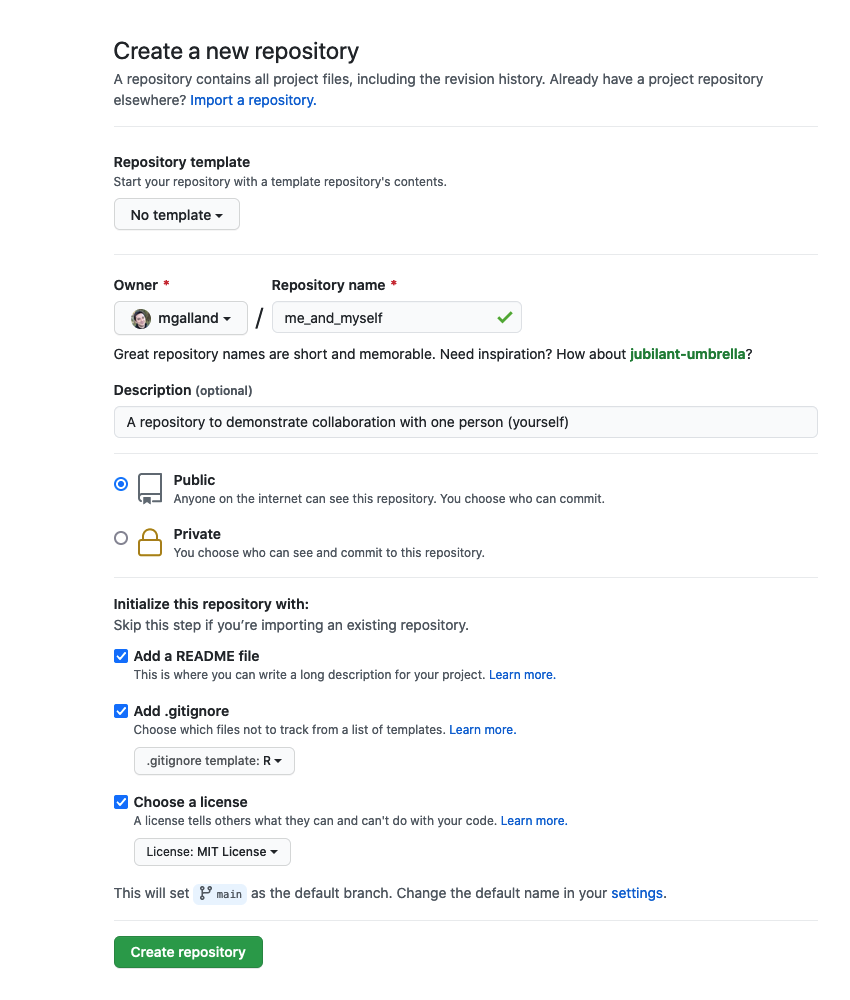 Create a new repository
A repository contains all project files, including the revision history. Already have a project repository
elsewhere? Import a repository.
Repository template
Start your repository with a template repository's contents.
No template
Owner * Repository name *
mgalland / me_and_myself
Great repository names are short and memorable. Need inspiration? How about jubilant-umbrella?
Description (optional)
A repository to demonstrate collaboration with one person (yourself)
Public
Anyone on the internet can see this repository. You choose who can commit.
Private
You choose who can see and commit to this repository.
Initialize this repository with:
Skip this step if you’re importing an existing repository.
Add a README file
This is where you can write a long description for your project. Learn more.
Add .gitignore
Choose which files not to track from a list of templates. Learn more.
.gitignore template: R
Choose a license
A license tells others what they can and can't do with your code. Learn more.
License: MIT License
This will set main as the default branch. Change the default name in your settings.
Create repository